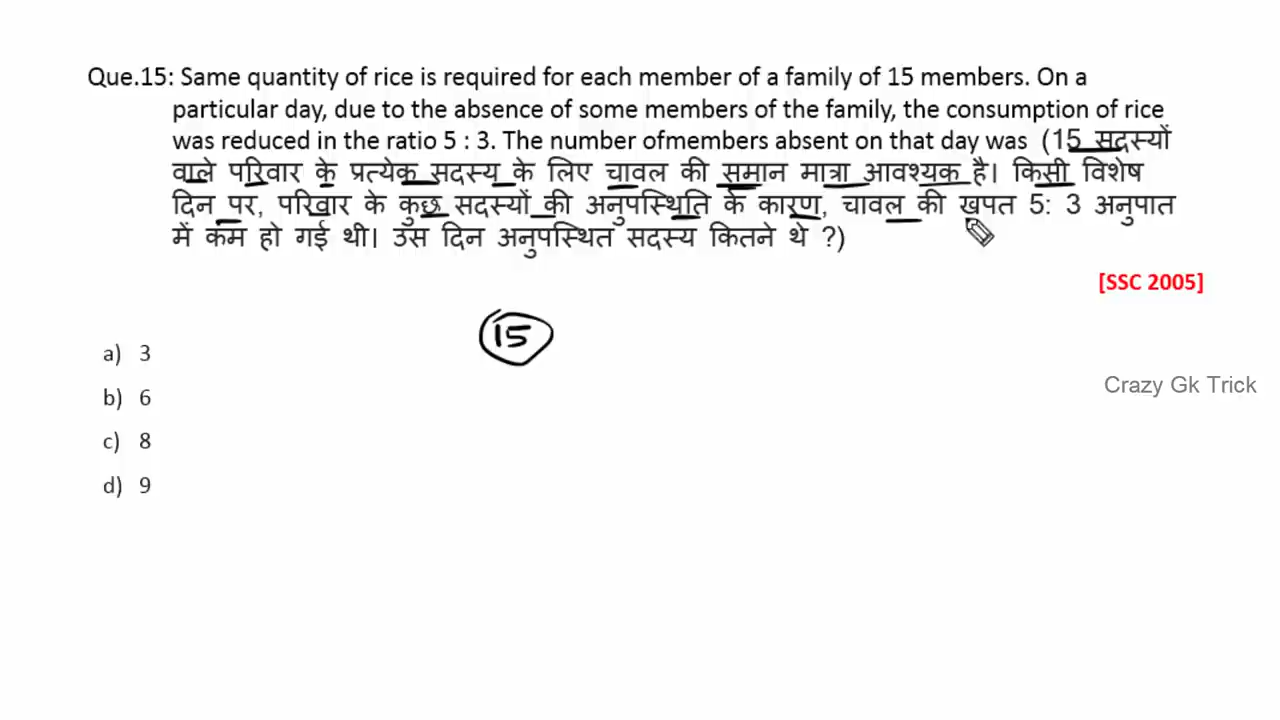 Que.15: Same quantity of rice is required for each member of a family of 15 members. On a
particular day, due to the absence of some members of the family, the consumption of rice
was reduced in the ratio 5 : 3. The number ofmembers absent on that day was (15 सदस्यों
वाले परिवार के प्रत्येक सदस्य के लिए चावल की समान मात्रा आवश्यक है। किसी विशेष
दिन पर, परिवार के कुछ सदस्यों की अनुपस्थिति के कारण, चावल की खपत 5: 3 अनुपात
में कम हो गई थी। उस दिन अनुपस्थित सदस्य कितने थे ?)
[SSC 2005]
15
a) 3
Crazy Gk Trick
b) 6
c) 8
d) 9